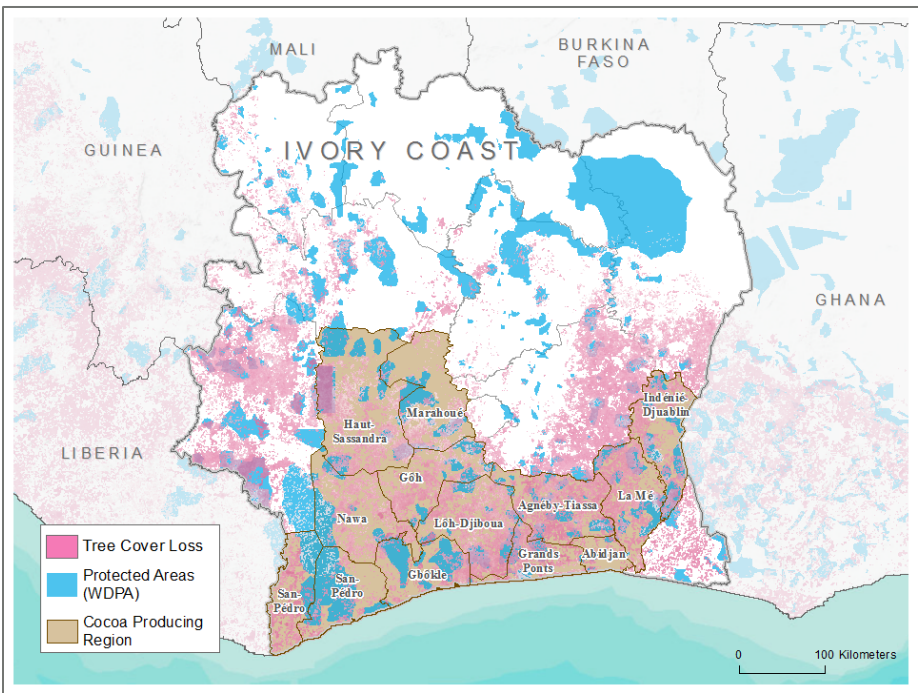 MALI
BURKINA
FASO
GUINEA
IVORY COAST
GHANA
LIBERIA
Indénié-
Djuablin
Marahoué
Haut-
Sassandra
Gôh
La Mé
Agnéby-Tiassa
Nawa
Lôh-Djiboua
Grands
Ponts
Abidjan
Gbôkle
San-
Pédro
San-
Pédro
Tree Cover Loss
Protected Areas
(WDPA)
Cocoa Producing
Region
0 100 Kilometers